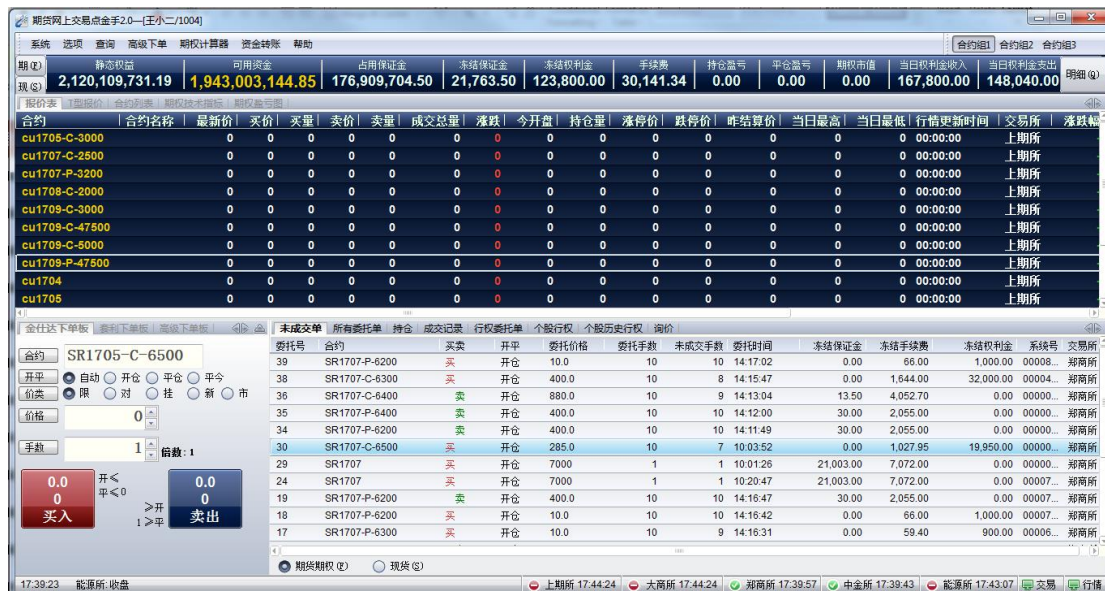 期货网上交易点金手2.0—[王小二/1004]
系统 选项 查询 高级下单 期权计算器 资金转账 帮助 合约组1 合约组2 合约组3
期(F) 静态权益 可用资金 占用保证金 冻结保证金 冻结权利金 手续费 持仓盈亏 平仓盈亏 期权市值 当日权利金收入 当日权利金支出 明细(Q)
现(S) 2,120,109,731.19 1,943,003,144.85 176,909,704.50 21,763.50 123,800.00 30,141.34 0.00 0.00 0.00 167,800.00 148,040.00
报价表 T型报价 合约列表 期权技术指标 期权盈亏图
合约 合约名称 最新价 买价 买量 卖价 卖量 成交总量 涨跌 今开盘 持仓量 涨停价 跌停价 昨结算价 当日最高 当日最低 行情更新时间 交易所 涨跌幅
cu1705-C-3000 0 0 0 0 0 0 0 0 0 0 0 0 0 0 00:00:00 上期所
cu1707-C-2500 0 0 0 0 0 0 0 0 0 0 0 0 0 0 00:00:00 上期所
cu1707-P-3200 0 0 0 0 0 0 0 0 0 0 0 0 0 0 00:00:00 上期所
cu1708-C-2000 0 0 0 0 0 0 0 0 0 0 0 0 0 0 00:00:00 上期所
cu1709-C-3000 0 0 0 0 0 0 0 0 0 0 0 0 0 0 00:00:00 上期所
cu1709-C-47500 0 0 0 0 0 0 0 0 0 0 0 0 0 0 00:00:00 上期所
cu1709-C-5000 0 0 0 0 0 0 0 0 0 0 0 0 0 0 00:00:00 上期所
cu1709-P-47500 0 0 0 0 0 0 0 0 0 0 0 0 0 0 00:00:00 上期所
cu1704 0 0 0 0 0 0 0 0 0 0 0 0 0 0 00:00:00 上期所
cu1705 0 0 0 0 0 0 0 0 0 0 0 0 0 0 00:00:00 上期所
金仕达下单板 套利下单板 高级下单板
合约 SR1705-C-6500
开平 自动 开仓 平仓 平今
价类 限 对 挂 新 市
价格 0
手数 1 倍数: 1
0.0 开≤ 0.0
0 平≤0 0
买入 ≥开 卖出
1≥平
未成交单 所有委托单 持仓 成交记录 行权委托单 个股行权 个股历史行权 询价
委托号 合约 买卖 开平 委托价格 委托手数 未成交手数 委托时间 冻结保证金 冻结手续费 冻结权利金 系统号 交易所
39 SR1707-P-6200 买 开仓 10.0 10 10 14:17:02 0.00 66.00 1,000.00 00008... 郑商所
38 SR1707-C-6300 买 开仓 400.0 10 8 14:15:47 0.00 1,644.00 32,000.00 00004... 郑商所
36 SR1707-C-6400 卖 开仓 880.0 10 9 14:13:04 13.50 4,052.70 0.00 00000... 郑商所
35 SR1707-P-6400 卖 开仓 400.0 10 10 14:12:00 30.00 2,055.00 0.00 00000... 郑商所
34 SR1707-P-6200 卖 开仓 400.0 10 10 14:11:49 30.00 2,055.00 0.00 00000... 郑商所
30 SR1707-C-6500 买 开仓 285.0 10 7 10:03:52 0.00 1,027.95 19,950.00 00000... 郑商所
29 SR1707 买 开仓 7000 1 1 10:01:26 21,003.00 7,072.00 0.00 00007... 郑商所
24 SR1707 买 开仓 7000 1 1 10:20:47 21,003.00 7,072.00 0.00 00007... 郑商所
19 SR1707-P-6200 卖 开仓 400.0 10 10 14:16:47 30.00 2,055.00 0.00 00007... 郑商所
18 SR1707-P-6200 买 开仓 10.0 10 10 14:16:42 0.00 66.00 1,000.00 00007... 郑商所
17 SR1707-P-6300 买 开仓 10.0 10 9 14:16:31 0.00 59.40 900.00 00006... 郑商所
期货期权(F) 现货(S)
17:39:23 能源所:收盘 上期所 17:44:24 大商所 17:44:24 郑商所 17:39:57 中金所 17:39:43 能源所 17:43:07 交易 行情